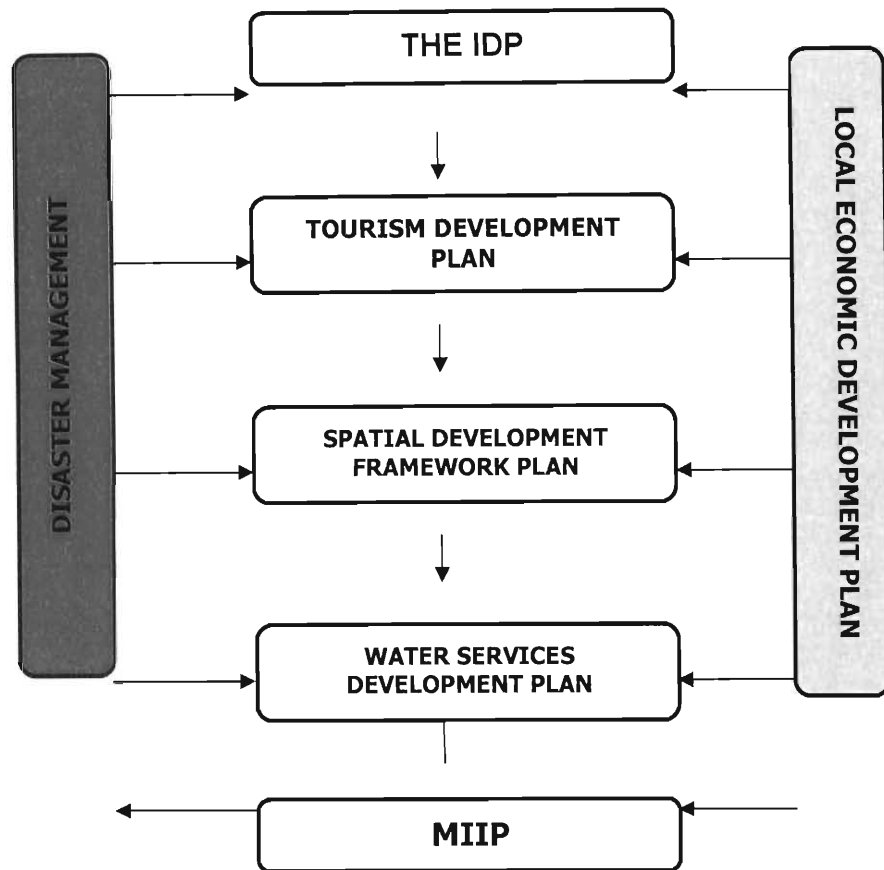 THE IDP
DISASTER MANAGEMENT
LOCAL ECONOMIC DEVELOPMENT PLAN
TOURISM DEVELOPMENT
PLAN
SPATIAL DEVELOPMENT
FRAMEWORK PLAN
WATER SERVICES
DEVELOPMENT PLAN
MIIP